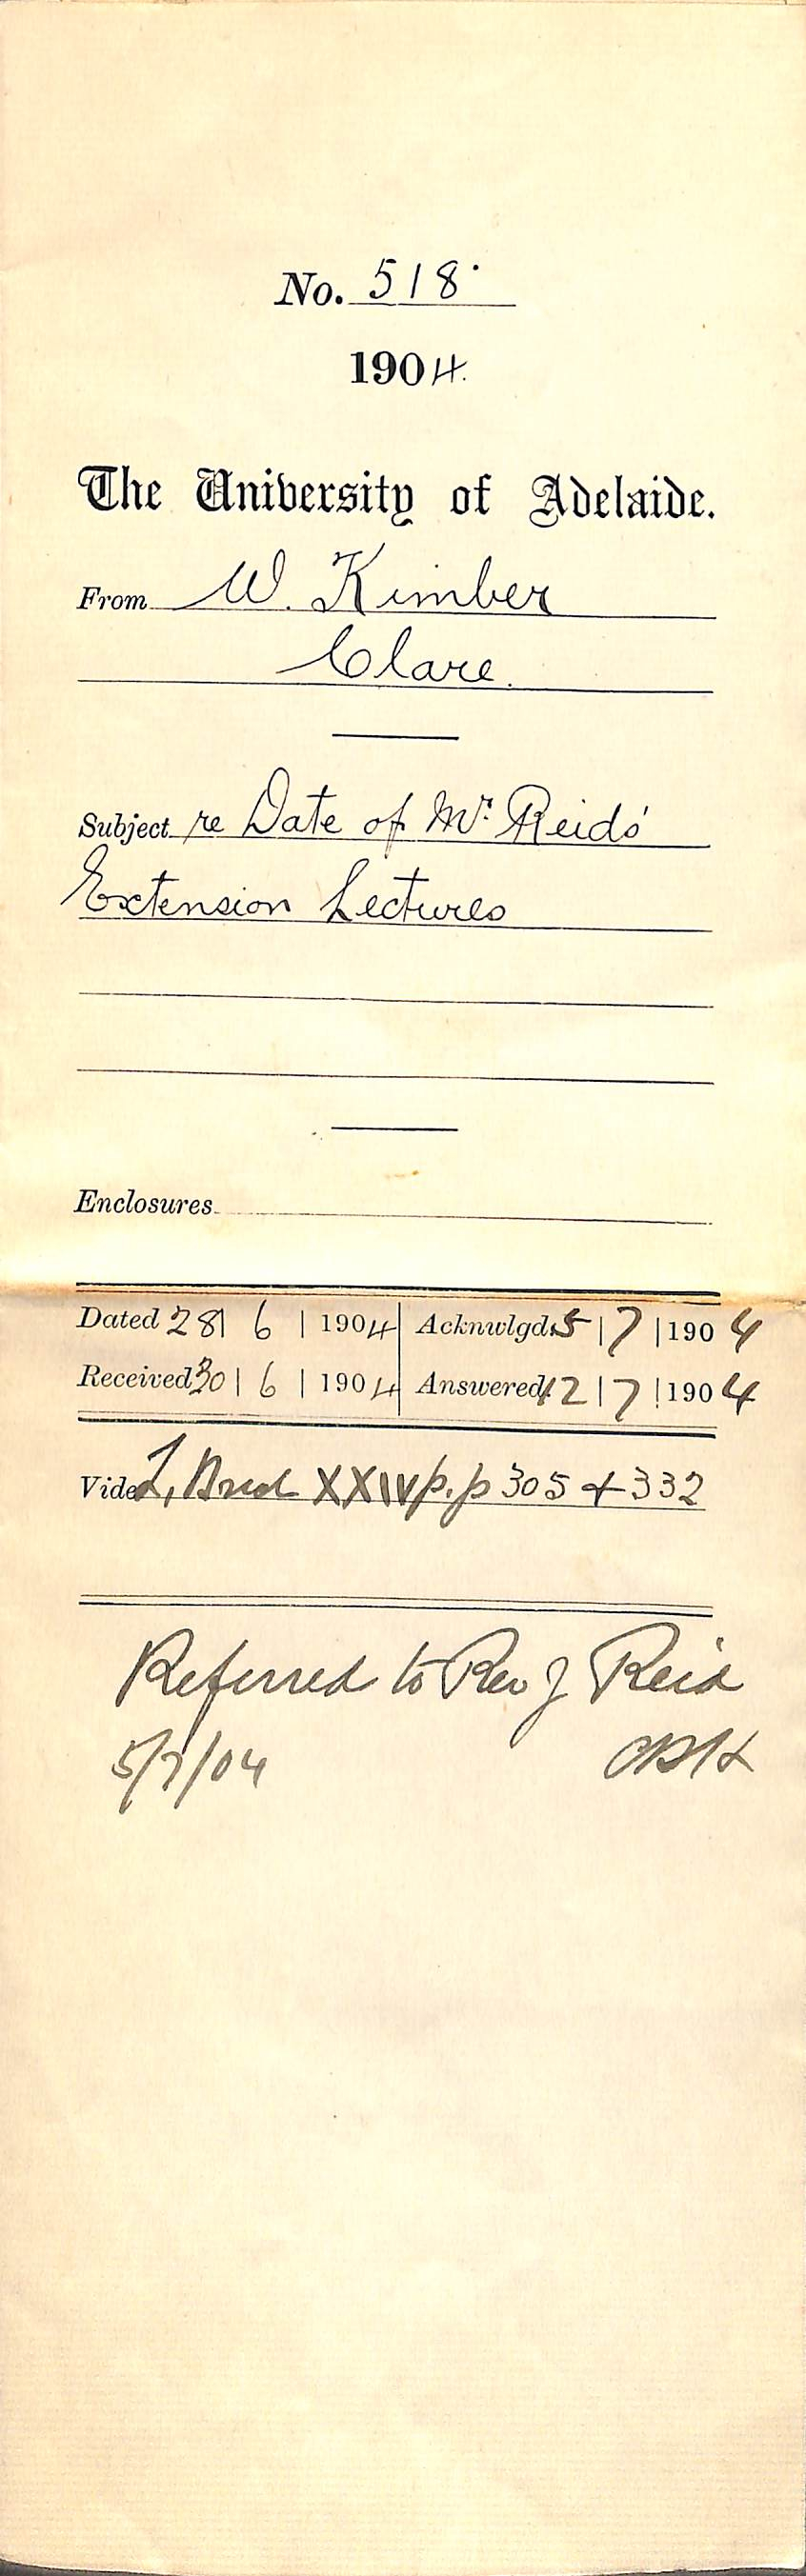 No. 518.
1904.
The University of Adelaide.
From W. Kimber
Clare.
Subject re Date of Mr. Reids'
Extension Lectures
Enclosures
Dated 28 | 6 | 1904 Acknwlgd. 5 | 7 | 1904
Received 30 | 6 | 1904 Answered 12 | 7 | 1904
Vide XXIV p.p 305 + 332
Referred to Rev J Reid
5/7/04